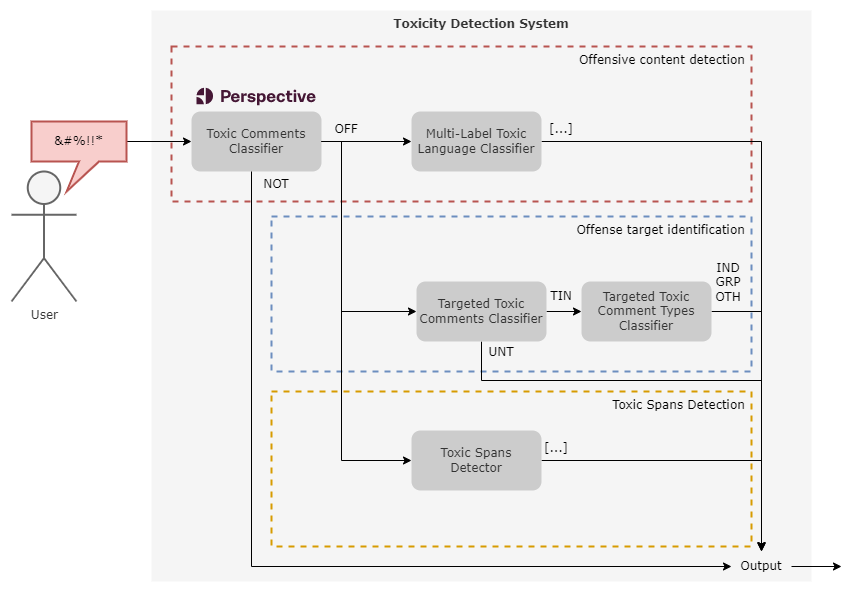 Toxicity Detection System
Offensive content detection
Perspective
&#%!!*
Toxic Comments
Classifier
OFF
Multi-Label Toxic
Language Classifier
[...]
NOT
User
Offense target identification
Targeted Toxic
Comments Classifier
TIN
Targeted Toxic
Comment Types
Classifier
IND
GRP
OTH
UNT
Toxic Spans Detection
Toxic Spans
Detector
[...]
Output